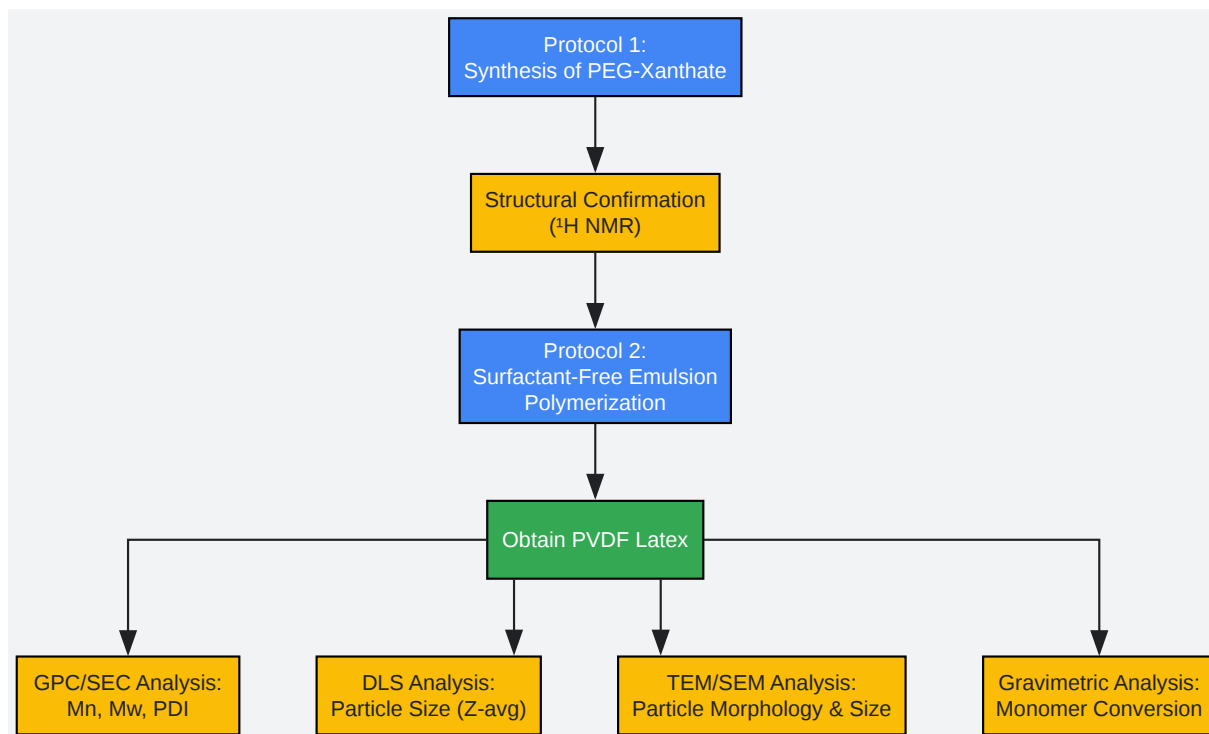 Protocol 1:
Synthesis of PEG-Xanthate
Structural Confirmation
(¹H NMR)
Protocol 2:
Surfactant-Free Emulsion
Polymerization
Obtain PVDF Latex
GPC/SEC Analysis:
Mn, Mw, PDI
DLS Analysis:
Particle Size (Z-avg)
TEM/SEM Analysis:
Particle Morphology & Size
Gravimetric Analysis:
Monomer Conversion